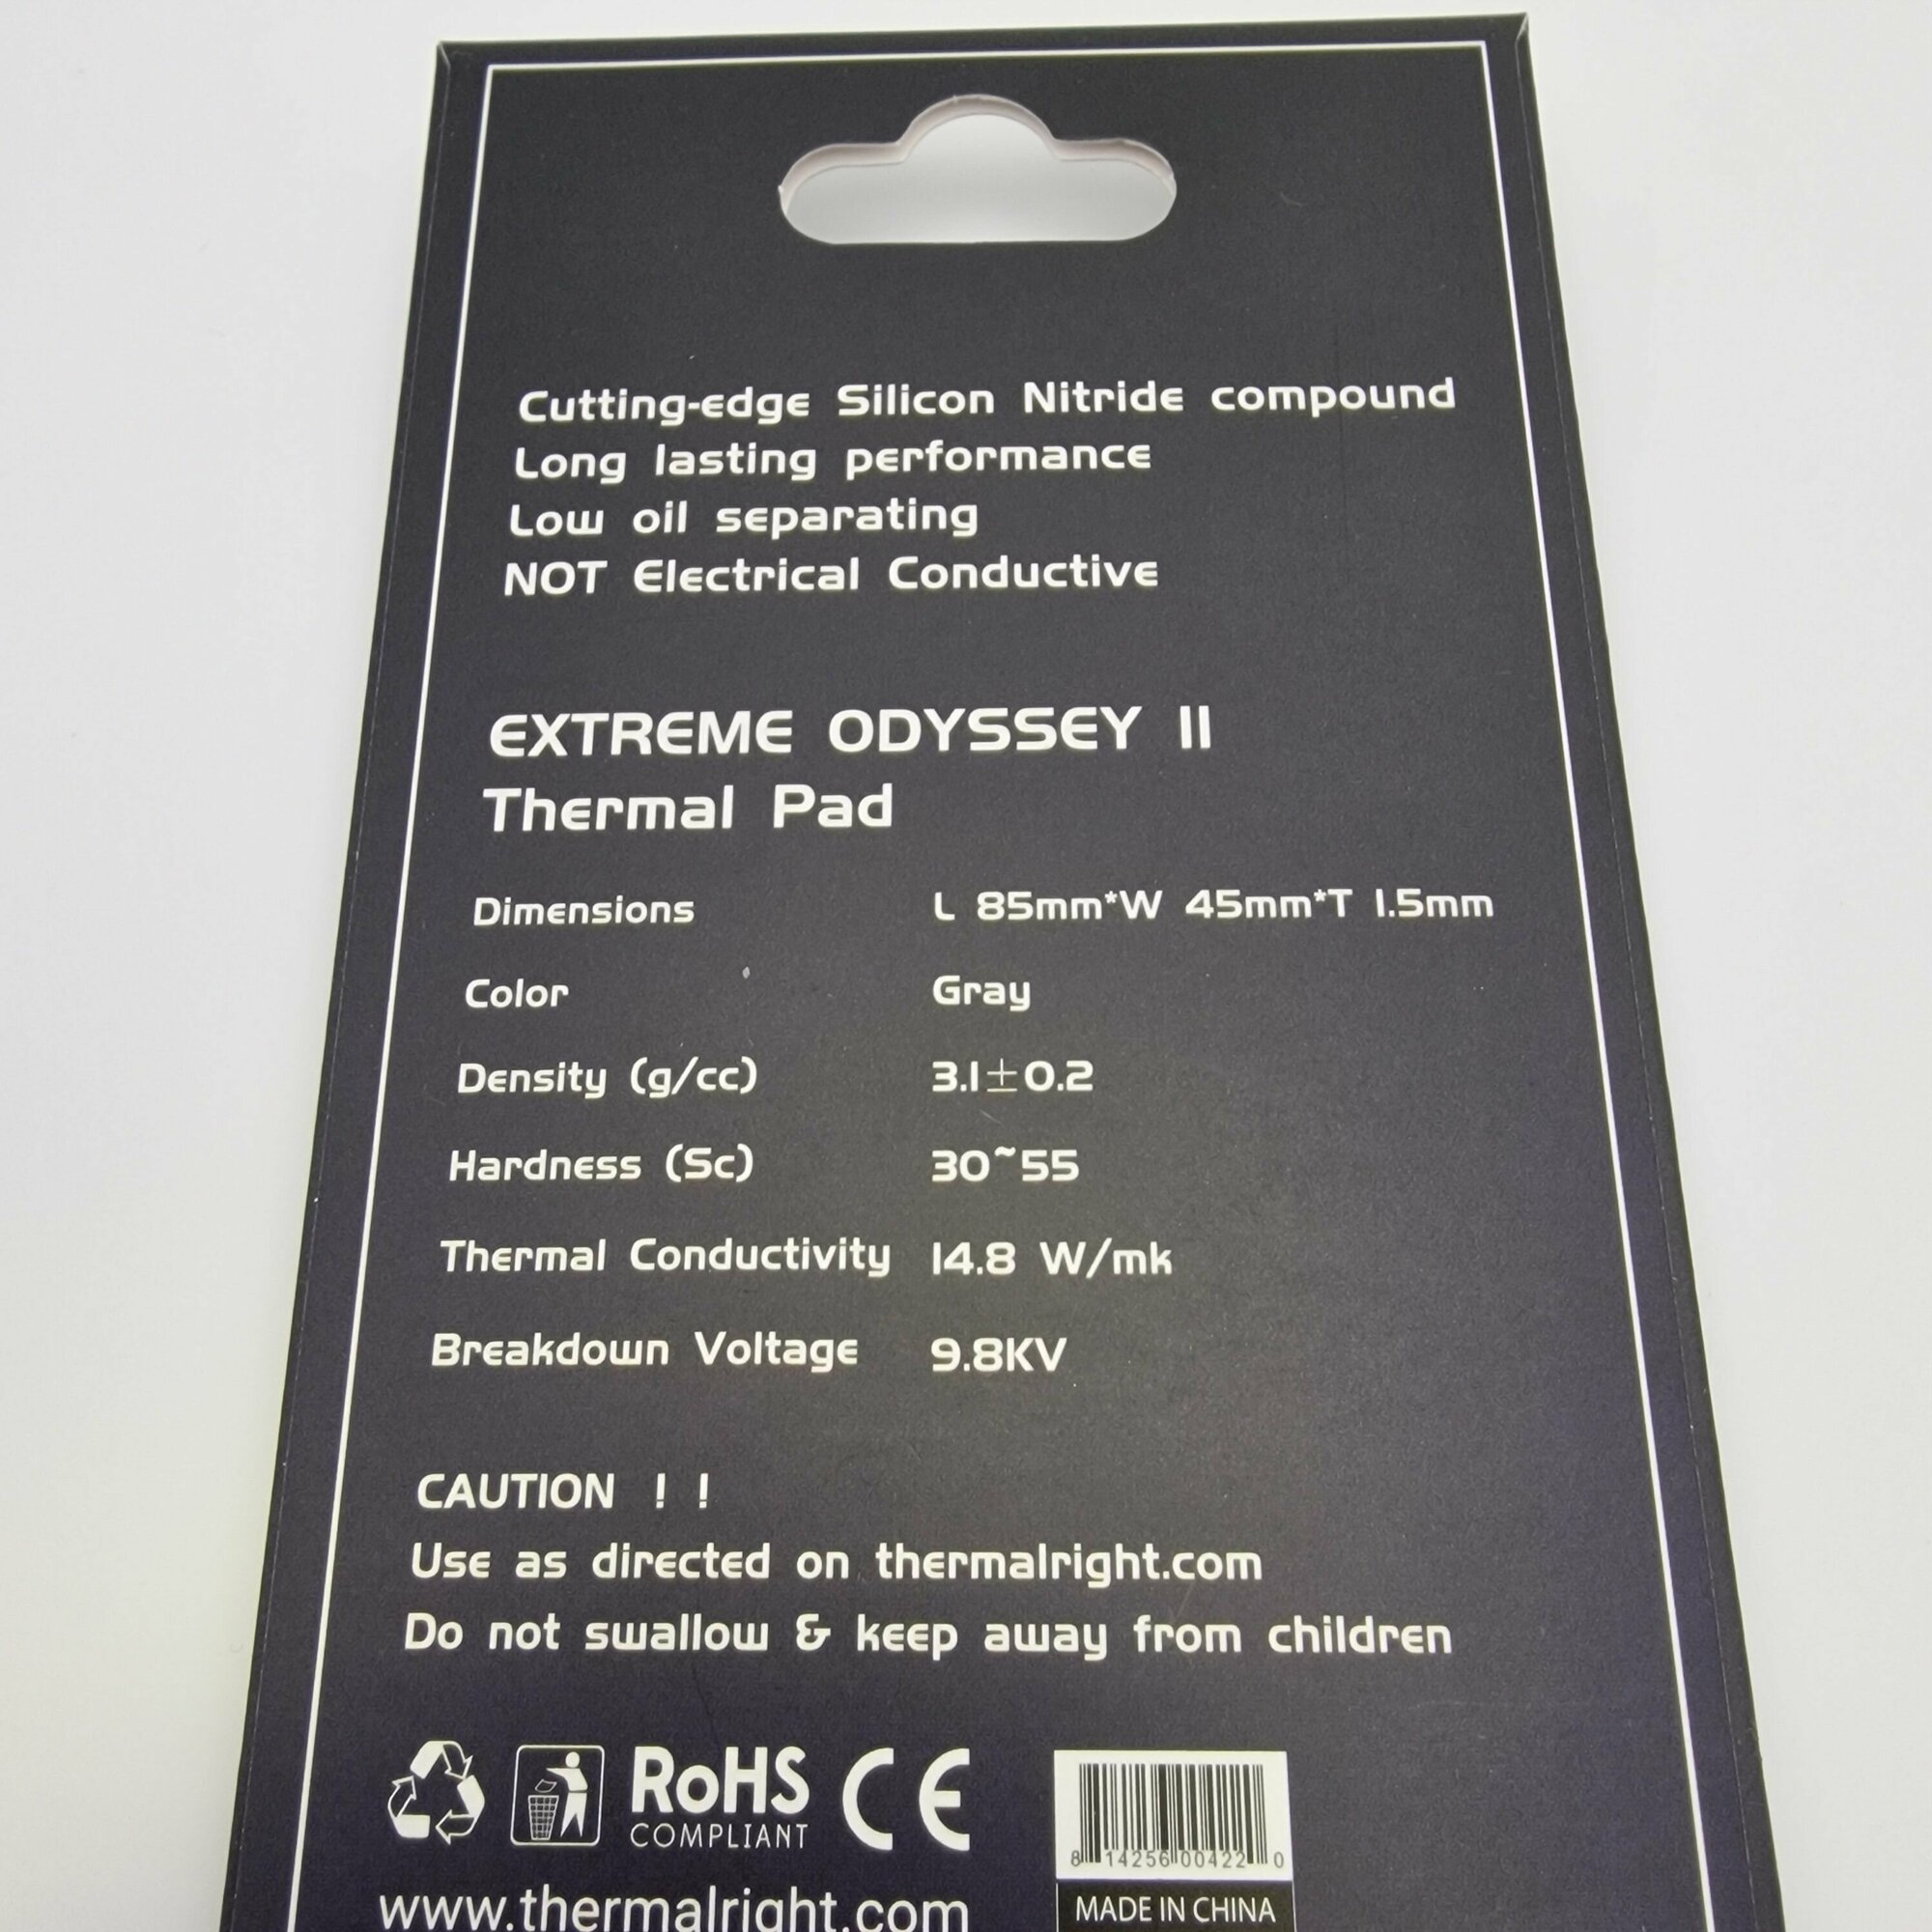 Cutting-edge Silicon Nitride compound
Long lasting performance
Low oil separating
NOT Electrical Conductive
EXTREME ODYSSEY II
Thermal Pad
Dimensions L 85mm*W 45mm*T 1.5mm
Color Gray
Density (g/cc) 3.1±0.2
Hardness (Sc) 30~55
Thermal Conductivity 14.8 W/mk
Breakdown Voltage 9.8KV
CAUTION ! !
Use as directed on thermalright.com
Do not swallow & keep away from children
RoHS
COMPLIANT
CE
8 14256 00422 0
www.thermalright.com
MADE IN CHINA